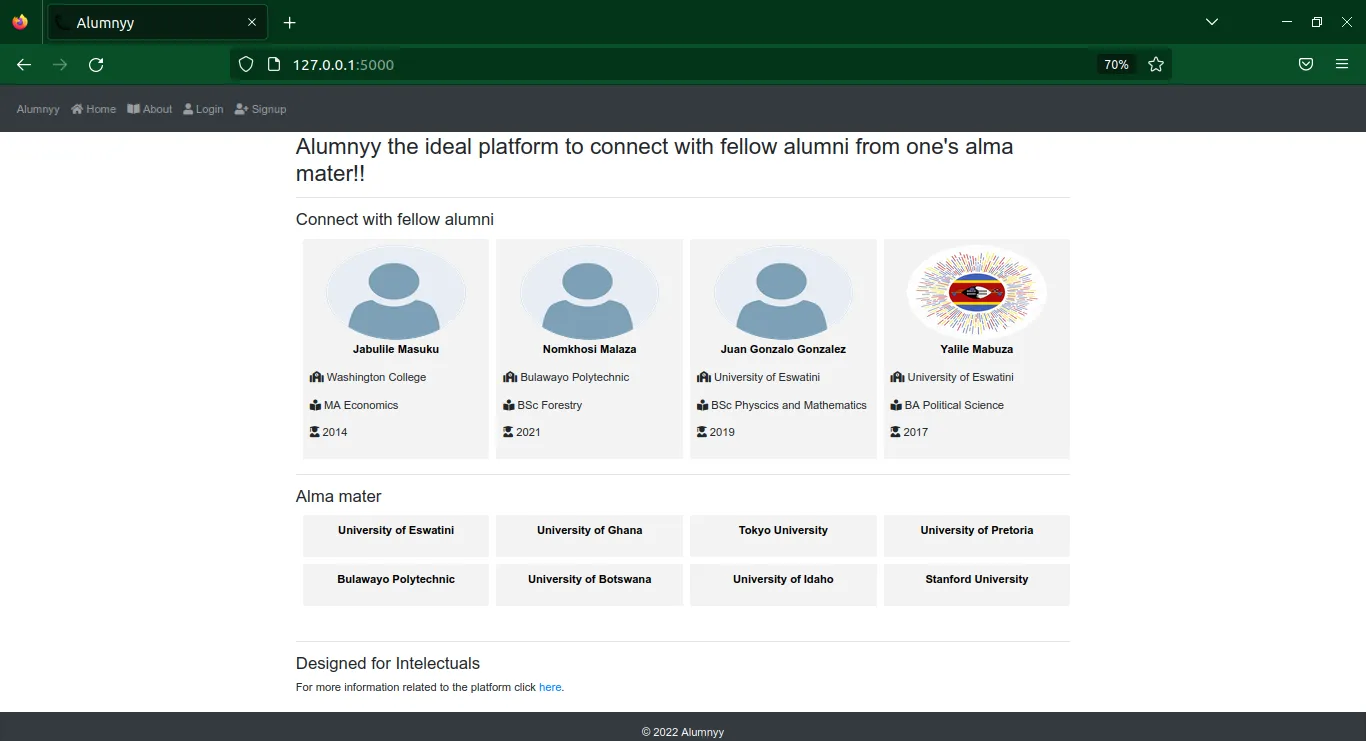 Alumnyy
127.0.0.1:5000
70%
Alumnyy Home About Login Signup
Alumnyy the ideal platform to connect with fellow alumni from one's alma
mater!!
Connect with fellow alumni
Jabulile Masuku
Washington College
MA Economics
2014
Nomkhosi Malaza
Bulawayo Polytechnic
BSc Forestry
2021
Juan Gonzalo Gonzalez
University of Eswatini
BSc Physcics and Mathematics
2019
Yalile Mabuza
University of Eswatini
BA Political Science
2017
Alma mater
University of Eswatini
University of Ghana
Tokyo University
University of Pretoria
Bulawayo Polytechnic
University of Botswana
University of Idaho
Stanford University
Designed for Intelectuals
For more information related to the platform click here.
© 2022 Alumnyy